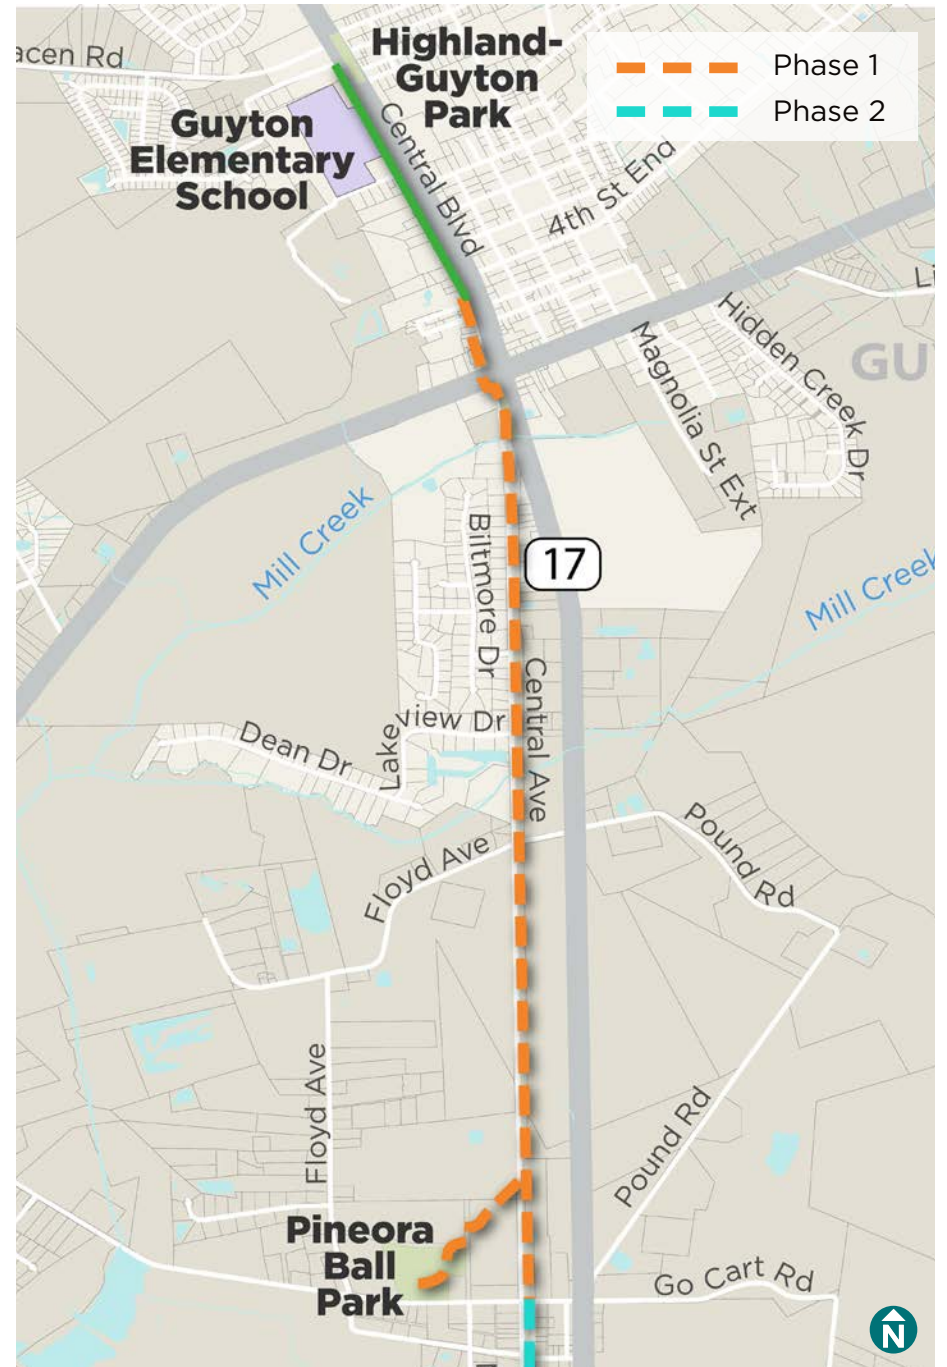 acen Rd
Highland-
Guyton
Park
Phase 1
Phase 2
Guyton
Elementary
School
Central Blvd
4th St End
Li
Hidden Creek Dr
GU
Magnolia St Ext
Mill Creek
Biltmore Dr
17
Mill Creek
Central Ave
Lakeview Dr
Dean Dr
Floyd Ave
Pound Rd
Floyd Ave
Pound Rd
Pineora
Ball
Park
Go Cart Rd
N